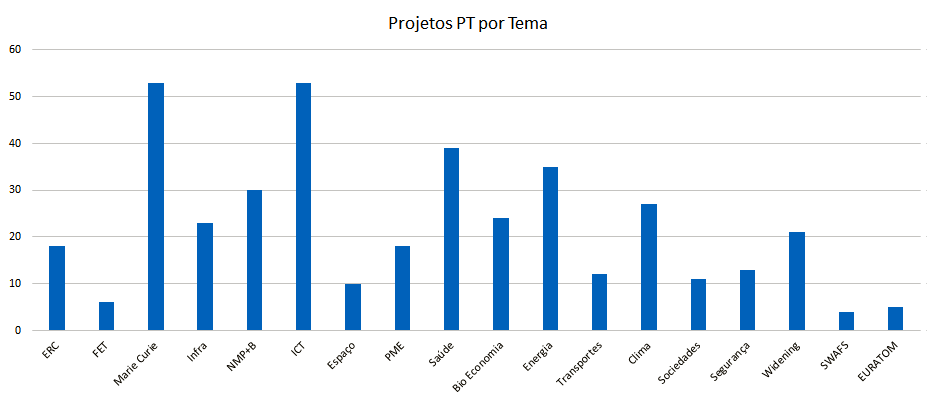 Projetos PT por Tema
60
50
40
30
20
10
0
ERC
FET
Marie Curie
Infra
NMP+B
ICT
Espaço
PME
Saúde
Bio Economia
Energia
Transportes
Clima
Sociedades
Segurança
Widening
SWAFS
EURATOM